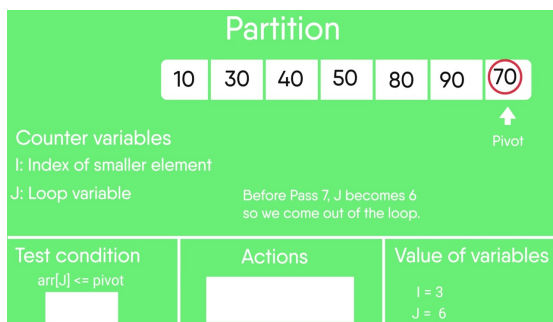 Partition
10 30 40 50 80 90 70
Pivot
Counter variables
I: Index of smaller element
J: Loop variable
Before Pass 7, J becomes 6
so we come out of the loop.
Test condition
arr[J] <= pivot
Actions
Value of variables
I = 3
J = 6